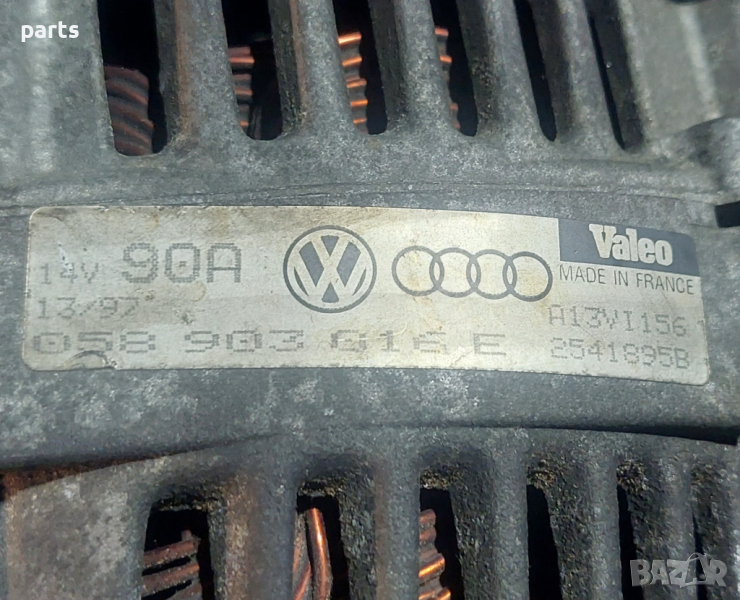 parts
14V 90A
13/97
058 903 016 E
Valeo
MADE IN FRANCE
A13VI156
2541895B
BAZAR